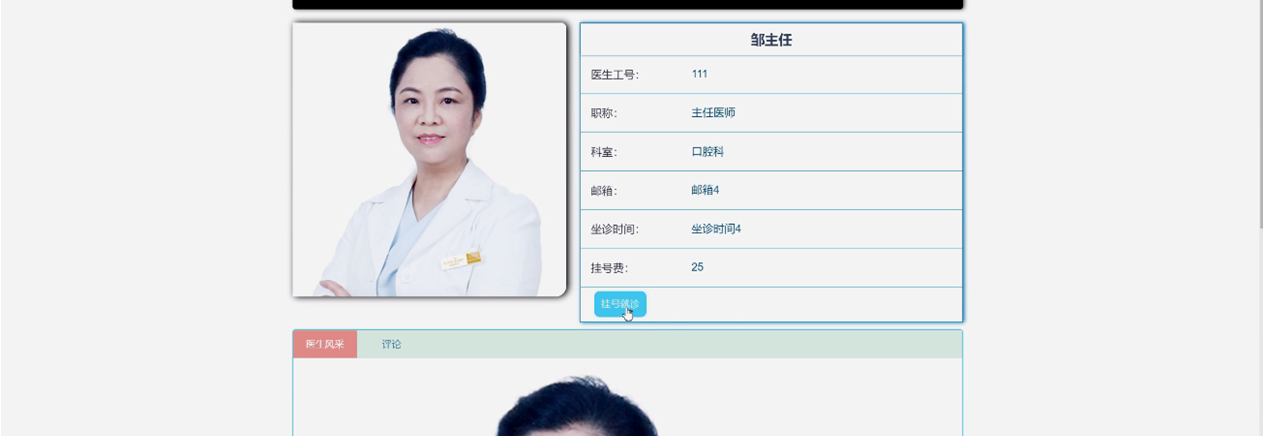 邹主任
医生工号： 111
职称： 主任医师
科室： 口腔科
邮箱： 邮箱4
坐诊时间： 坐诊时间4
挂号费： 25
挂号就诊
医生风采 评论